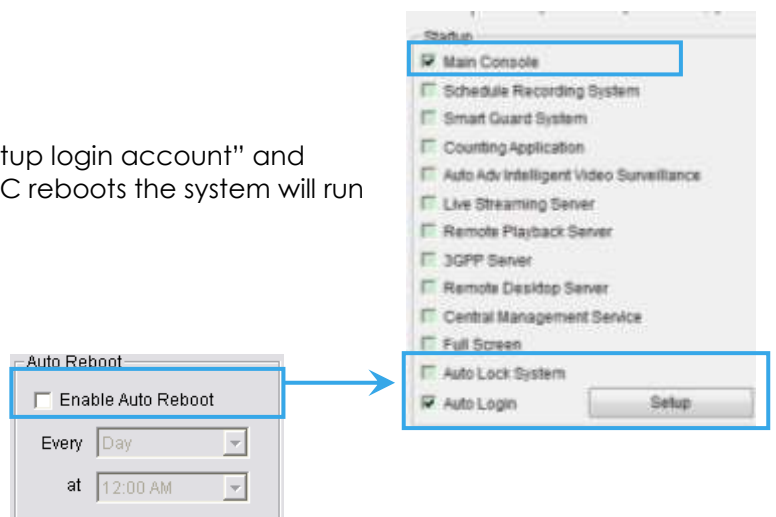 Startup
Main Console
Schedule Recording System
Smart Guard System
Counting Application
Auto Adv Intelligent Video Surveillance
Live Streaming Server
Remote Playback Server
3GPP Server
Remote Desktop Server
Central Management Service
Full Screen
Auto Lock System
Auto Login Setup
tup login account” and
C reboots the system will run
Auto Reboot
Enable Auto Reboot
Every Day
at 12:00 AM